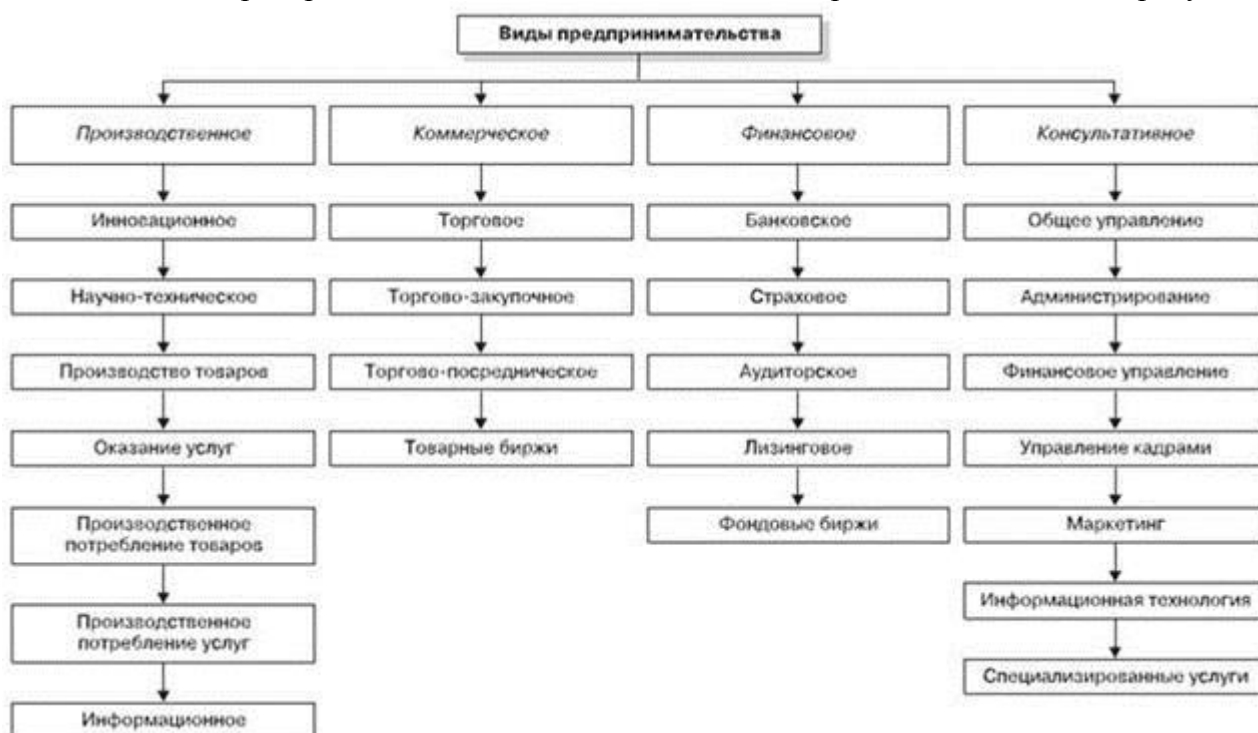 Виды предпринимательства
Производственное
Коммерческое
Финансовое
Консультативное
Инновационное
Торговое
Банковское
Общее управление
Научно-техническое
Торгово-закупочное
Страховое
Администрирование
Производство товаров
Торгово-посредническое
Аудиторское
Финансовое управление
Оказание услуг
Товарные биржи
Лизинговое
Управление кадрами
Производственное
потребление товаров
Фондовые биржи
Маркетинг
Информационная технология
Производственное
потребление услуг
Специализированные услуги
Информационное